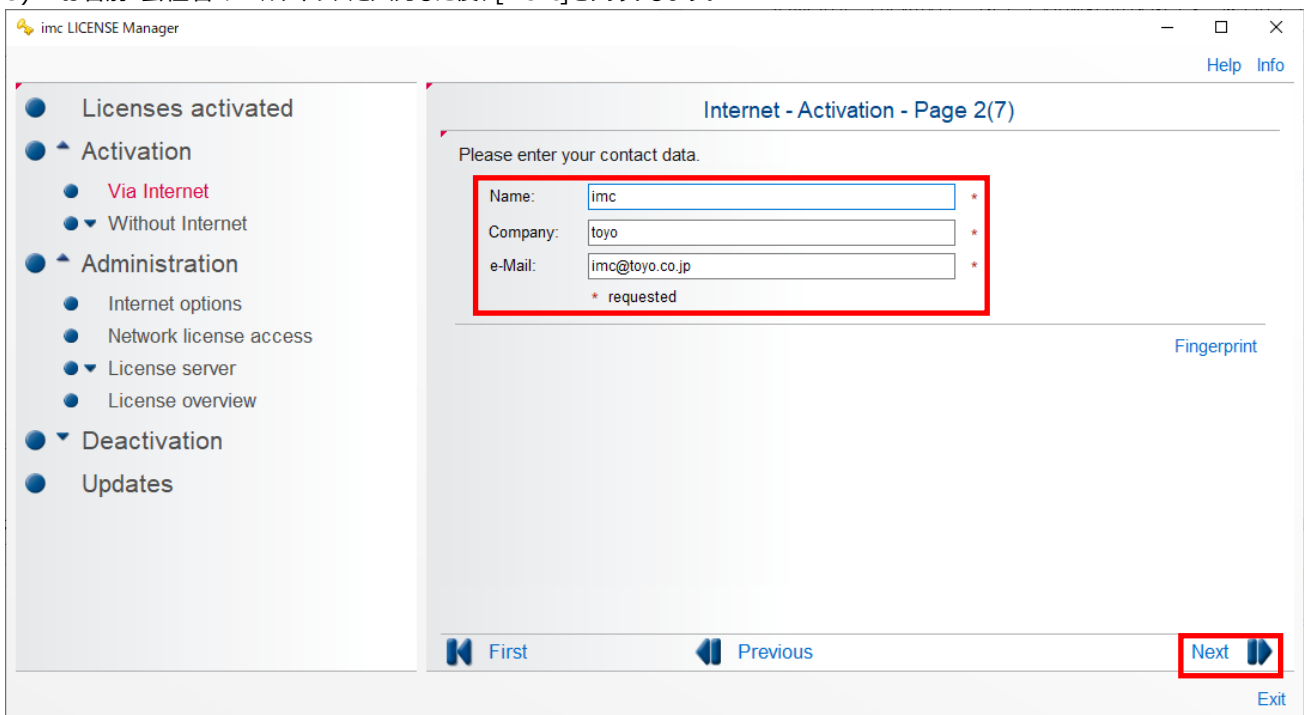 imc LICENSE Manager
Help Info
Licenses activated
Activation
Via Internet
Without Internet
Administration
Internet options
Network license access
License server
License overview
Deactivation
Updates
Internet - Activation - Page 2(7)
Please enter your contact data.
Name: imc *
Company: toyo *
e-Mail: imc@toyo.co.jp *
* requested
Fingerprint
First Previous Next
Exit